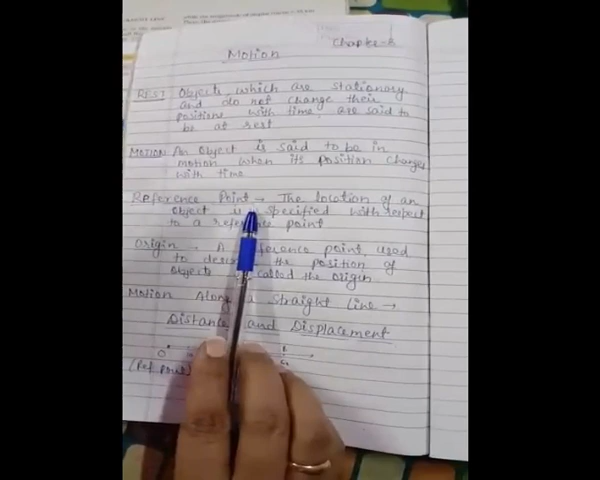 Chapter-8
Motion
REST Objects, which are stationary
and do not change their
positions with time, are said to
be at rest
MOTION An Object is said to be in
motion when its position changes
with time
Reference Point → The location of an
Object is specified with respect
to a reference point
Origin - A reference point, used
to the position of
Objects called the origin
Motion Along a straight line →
Distance and Displacement
O
(Ref point)